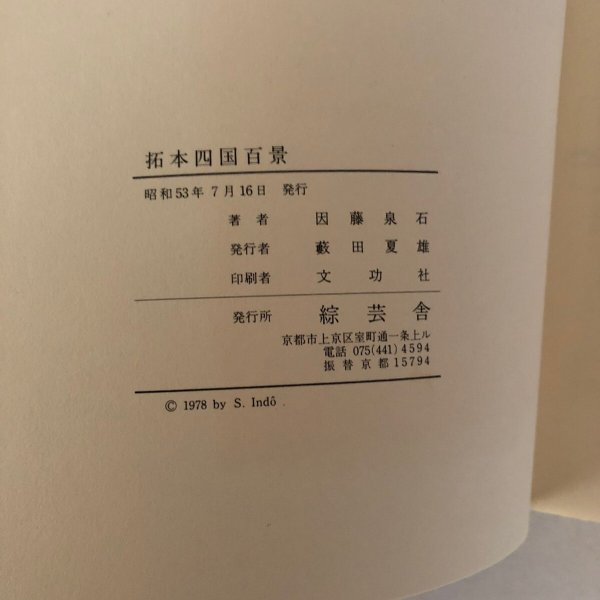 拓本四国百景
昭和53年 7月16日 発行
著者 因藤泉石
発行者 藪田夏雄
印刷者 文功社
発行所 綜芸舎
京都市上京区室町通一条上ル
電話 075(441)4594
振替京都15794
© 1978 by S. Indô .